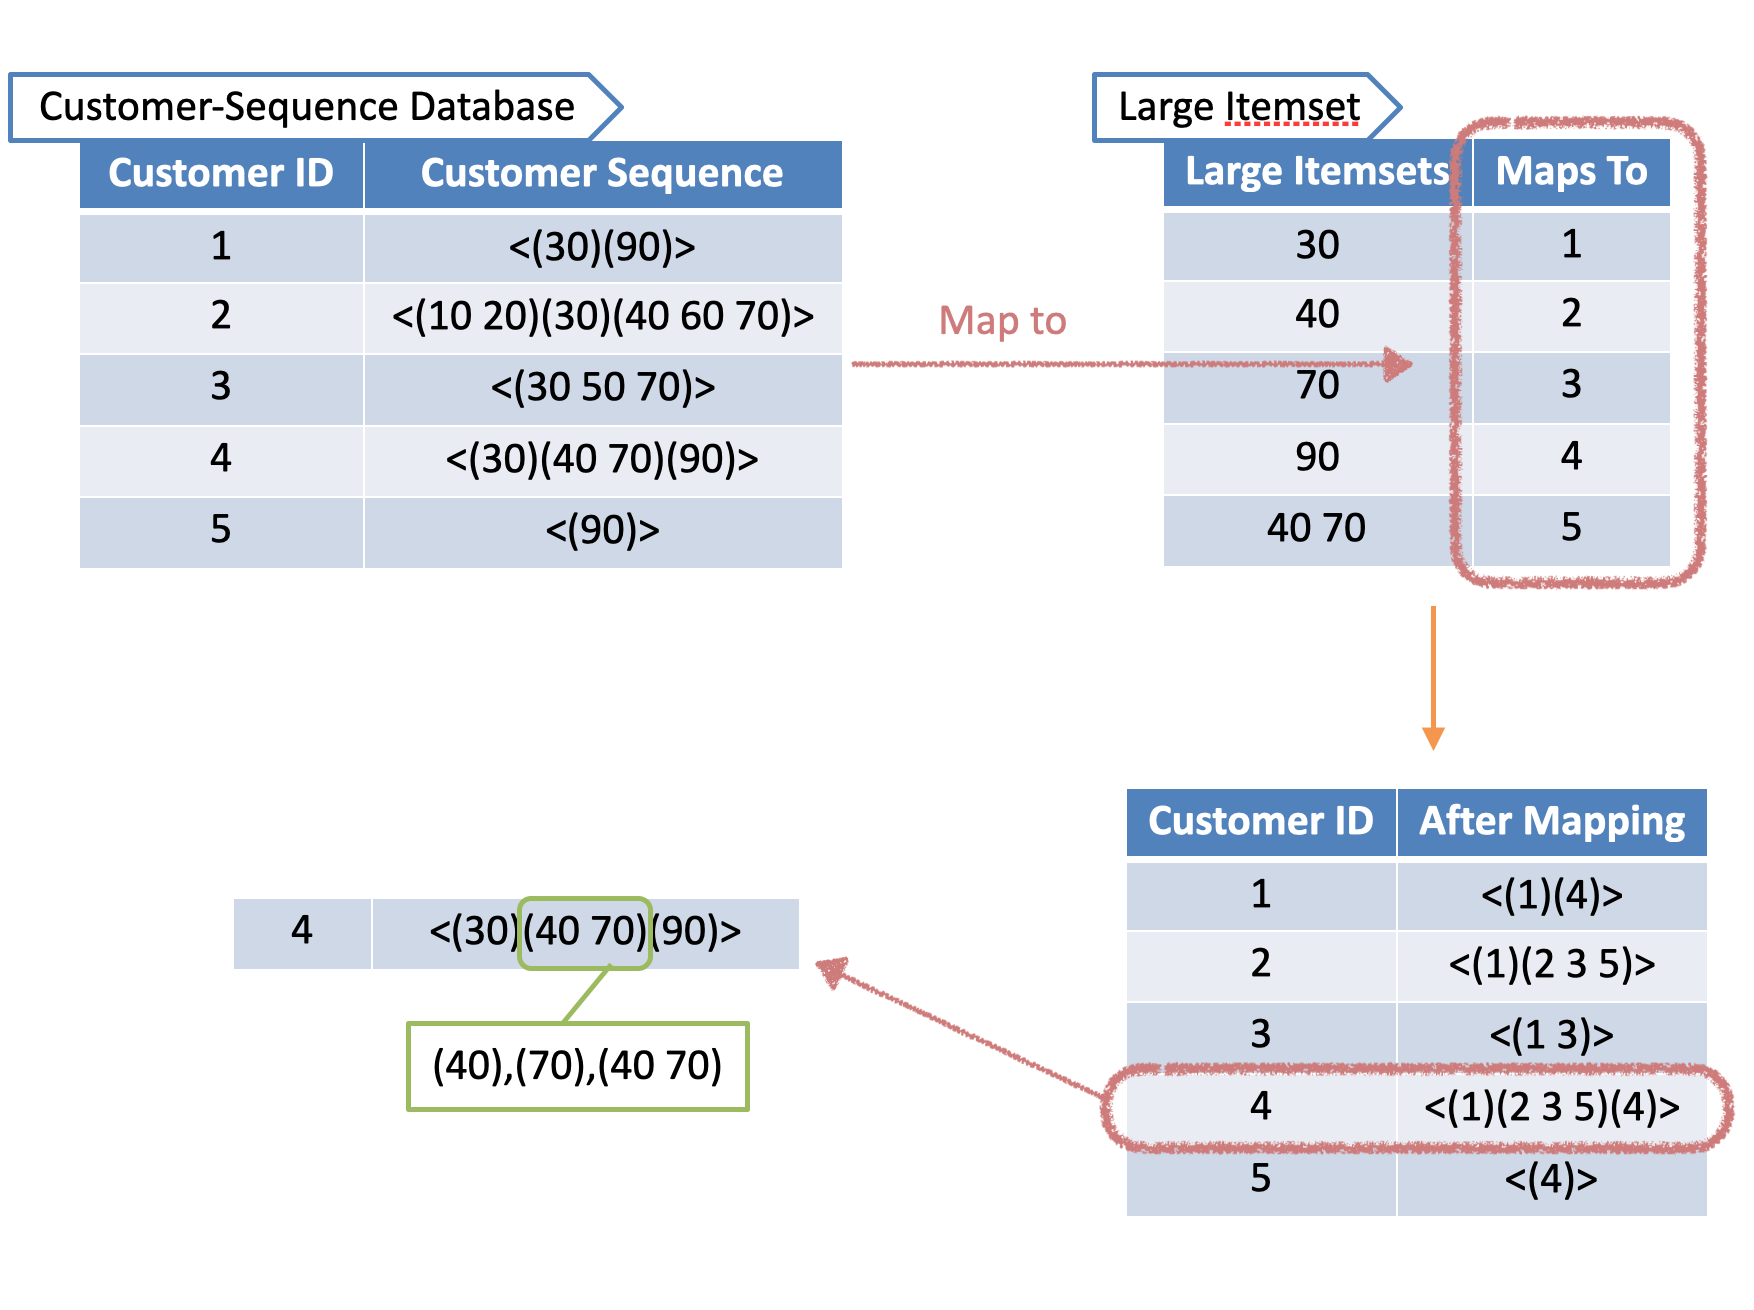 Customer-Sequence Database
Customer ID Customer Sequence
1 <(30)(90)>
2 <(10 20)(30)(40 60 70)>
3 <(30 50 70)>
4 <(30)(40 70)(90)>
5 <(90)>
Map to
Large Itemset
Large Itemsets Maps To
30 1
40 2
70 3
90 4
40 70 5
Customer ID After Mapping
1 <(1)(4)>
2 <(1)(2 3 5)>
3 <(1 3)>
4 <(1)(2 3 5)(4)>
5 <(4)>
4 <(30)(40 70)(90)>
(40),(70),(40 70)